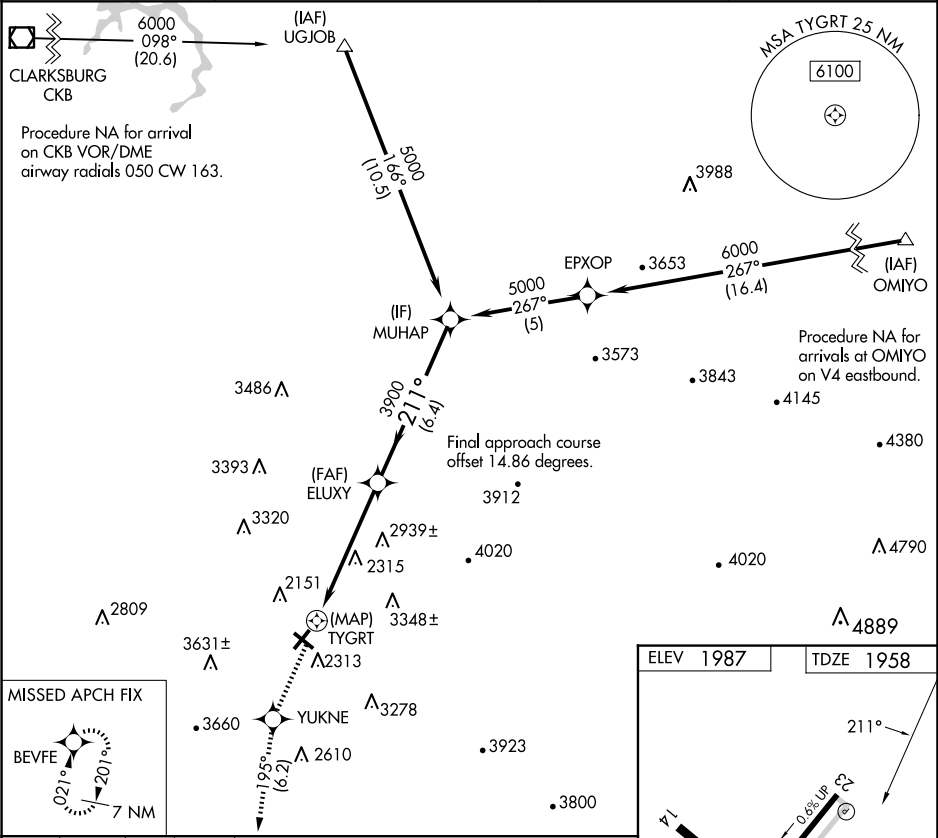 6000
098°
(20.6)
(IAF)
UGJOB
CLARKSBURG
CKB
Procedure NA for arrival
on CKB VOR/DME
airway radials 050 CW 163.
MSA TYGRT 25 NM
6100
5000
166°
(10.5)
3988
EPXOP
3653
6000
267°
(16.4)
(IAF)
OMIYO
5000
267°
(5)
(IF)
MUHAP
Procedure NA for
arrivals at OMIYO
on V4 eastbound.
3573
3843
4145
3486
3900
211°
(6.4)
Final approach course
offset 14.86 degrees.
4380
3393
(FAF)
ELUXY
3912
3320
2939±
2315
4020
4020
4790
2151
2809
3348±
(MAP)
TYGRT
4889
3631±
2313
ELEV 1987
TDZE 1958
MISSED APCH FIX
BEVFE
021°
201°
7 NM
3660
YUKNE
3278
2610
195°
(6.2)
3923
3800
211°
23
0.6% UP
P
14